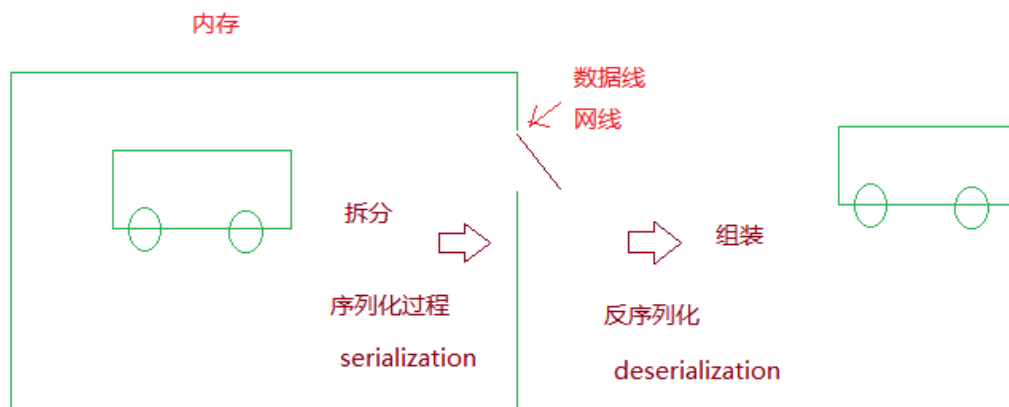 内存
数据线
网线
拆分
组装
序列化过程
反序列化
serialization
deserialization